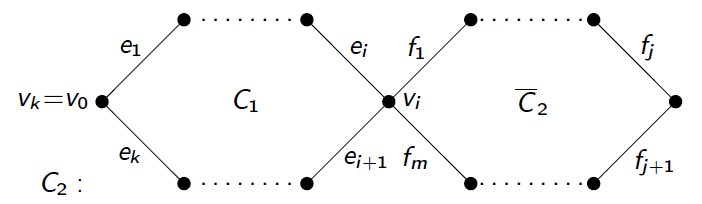 e₁ eᵢ f₁ fⱼ
vₖ=v₀ C₁ vᵢ C̅₂
eₖ eᵢ₊₁ fₘ fⱼ₊₁
C₂ :